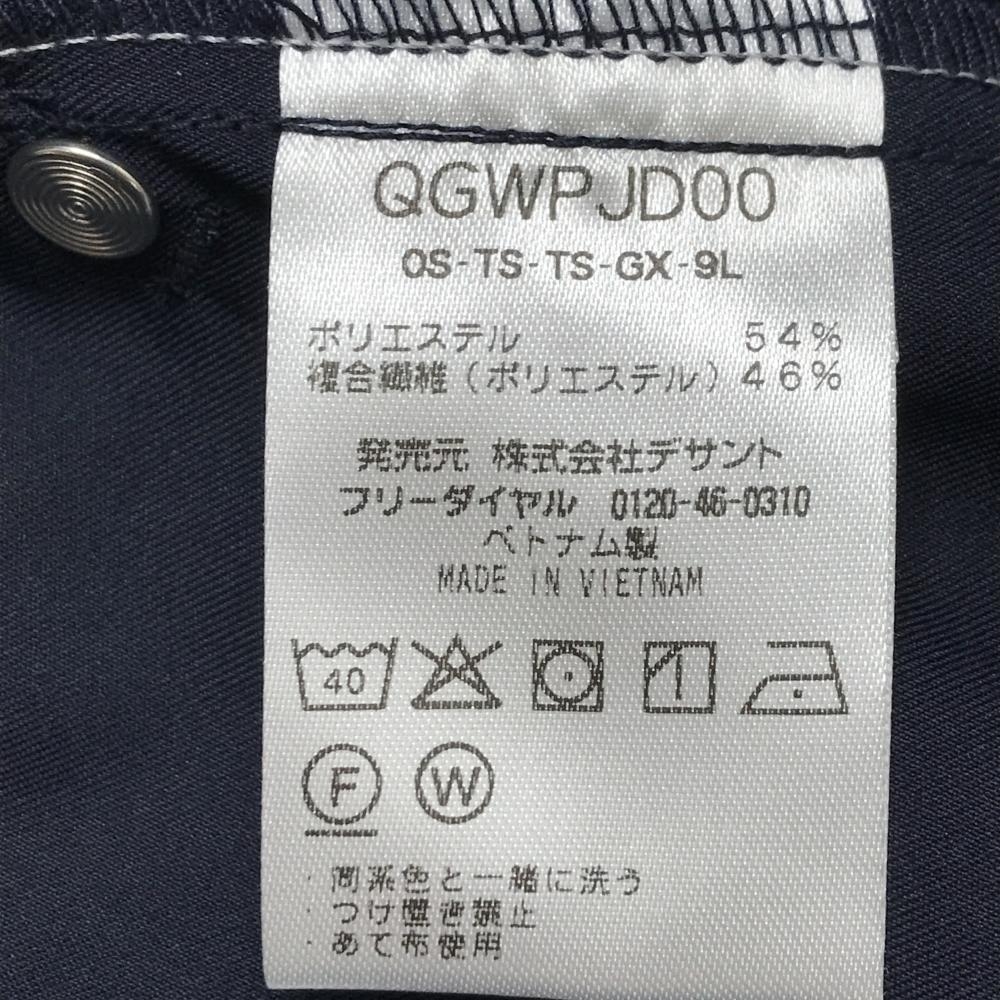 QGWPJD00
OS-TS-TS-GX-9L
ポリエステル 54%
複合繊維(ポリエステル) 46%
発売元 株式会社デサント
フリーダイヤル 0120-46-0310
ベトナム製
MADE IN VIETNAM
40
F W
・同系色と一緒に洗う
・つけ置き禁止
・あて布使用